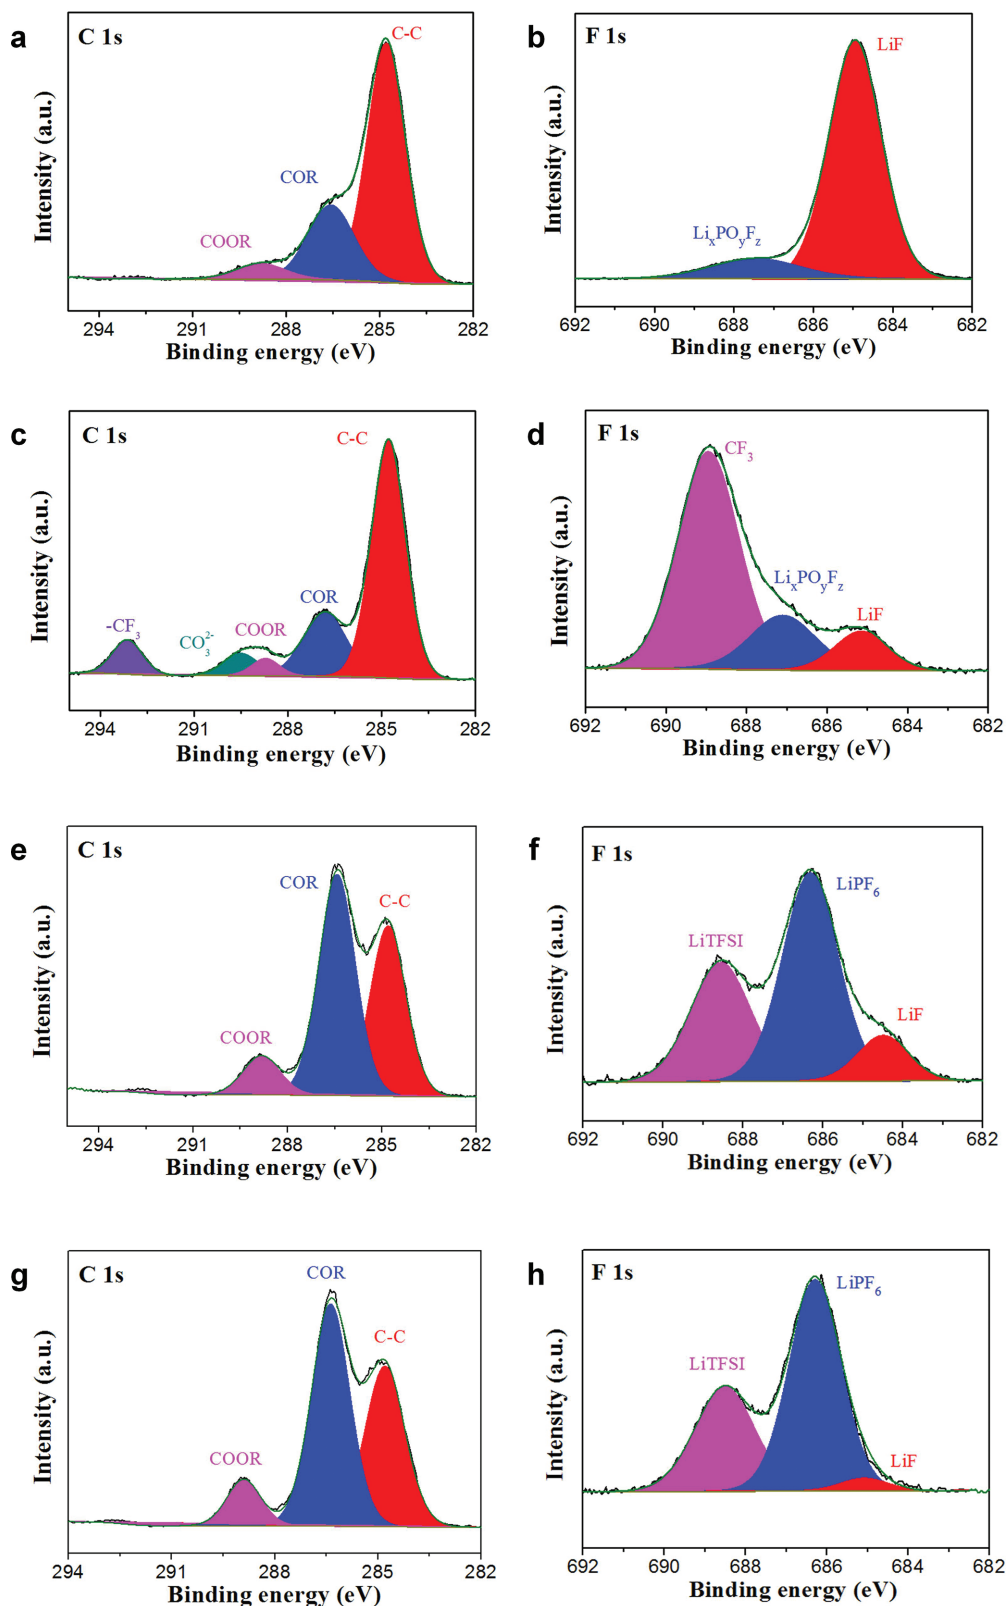 a
C 1s
C-C
COR
COOR
Intensity (a.u.)
294 291 288 285 282
Binding energy (eV)
b
F 1s
LiF
LixPOyFz
Intensity (a.u.)
692 690 688 686 684 682
Binding energy (eV)
c
C 1s
C-C
COR
-CF3
CO3^2-
COOR
Intensity (a.u.)
294 291 288 285 282
Binding energy (eV)
d
F 1s
CF3
LixPOyFz
LiF
Intensity (a.u.)
692 690 688 686 684 682
Binding energy (eV)
e
C 1s
COR
C-C
COOR
Intensity (a.u.)
294 291 288 285 282
Binding energy (eV)
f
F 1s
LiPF6
LiTFSI
LiF
Intensity (a.u.)
692 690 688 686 684 682
Binding energy (eV)
g
C 1s
COR
C-C
COOR
Intensity (a.u.)
294 291 288 285 282
Binding energy (eV)
h
F 1s
LiPF6
LiTFSI
LiF
Intensity (a.u.)
692 690 688 686 684 682
Binding energy (eV)